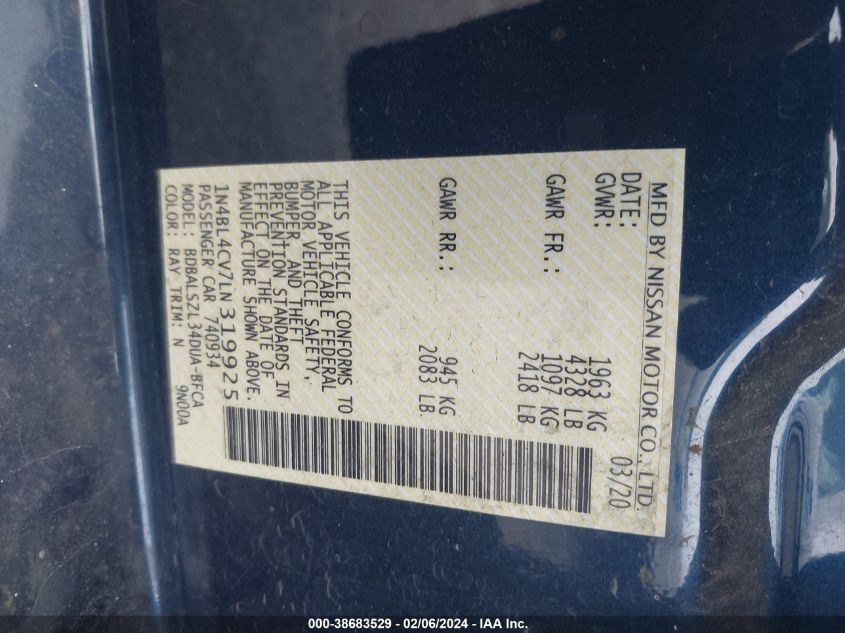 MFD BY NISSAN MOTOR CO., LTD.
DATE: 03/20
GVWR: 1963 KG
4328 LB
GAWR FR.: 1097 KG
2418 LB
GAWR RR.: 945 KG
2083 LB
THIS VEHICLE CONFORMS TO
ALL APPLICABLE FEDERAL
MOTOR VEHICLE SAFETY,
BUMPER, AND THEFT
PREVENTION STANDARDS IN
EFFECT ON THE DATE OF
MANUFACTURE SHOWN ABOVE.
1N4BL4CV7LN319925
PASSENGER CAR 740934
MODEL: BDBALSZL34DUA-BFCA
COLOR: RAY TRIM: N 9N00A
000-38683529 - 02/06/2024 - IAA Inc.